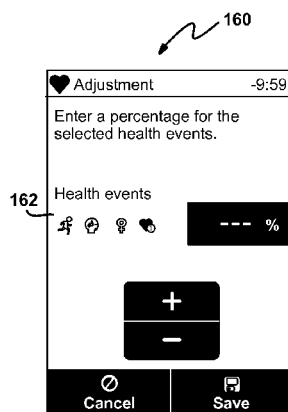 160
Adjustment -9:59
Enter a percentage for the
selected health events.
Health events
162
--- %
+
−
Cancel Save